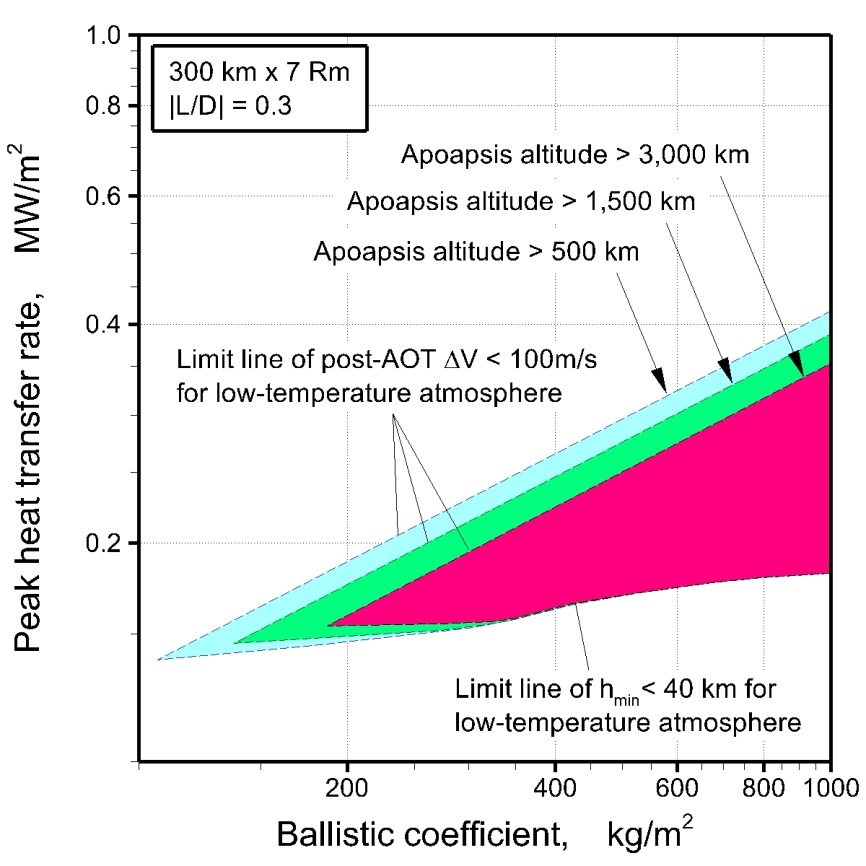 1.0
300 km x 7 Rm
|L/D| = 0.3
0.8
Apoapsis altitude > 3,000 km
0.6
Apoapsis altitude > 1,500 km
Apoapsis altitude > 500 km
0.4
Limit line of post-AOT ΔV < 100m/s
for low-temperature atmosphere
0.2
Peak heat transfer rate, MW/m²
Limit line of hmin< 40 km for
low-temperature atmosphere
200 400 600 800 1000
Ballistic coefficient, kg/m²